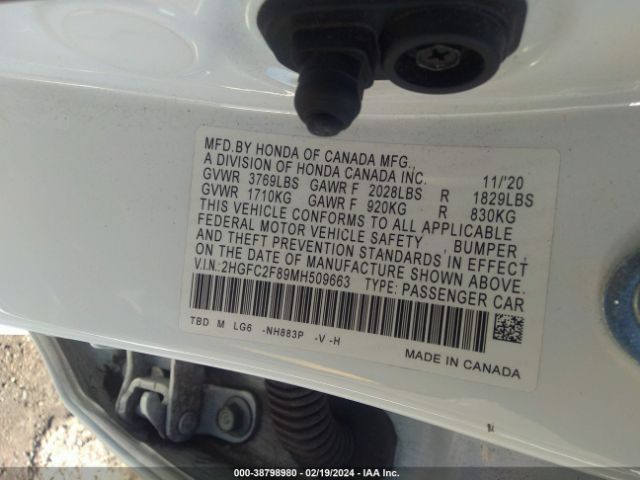 MFD.BY HONDA OF CANADA MFG.,
A DIVISION OF HONDA CANADA INC. 11/'20
GVWR 3769LBS GAWR F 2028LBS R 1829LBS
GVWR 1710KG GAWR F 920KG R 830KG
THIS VEHICLE CONFORMS TO ALL APPLICABLE
FEDERAL MOTOR VEHICLE SAFETY , BUMPER ,
AND THEFT PREVENTION STANDARDS IN EFFECT
ON THE DATE OF MANUFACTURE SHOWN ABOVE.
V.I.N.:2HGFC2F89MH509663 TYPE: PASSENGER CAR
TBD M LG6 -NH883P -V -H
MADE IN CANADA
000-38798980 - 02/19/2024 - IAA Inc.